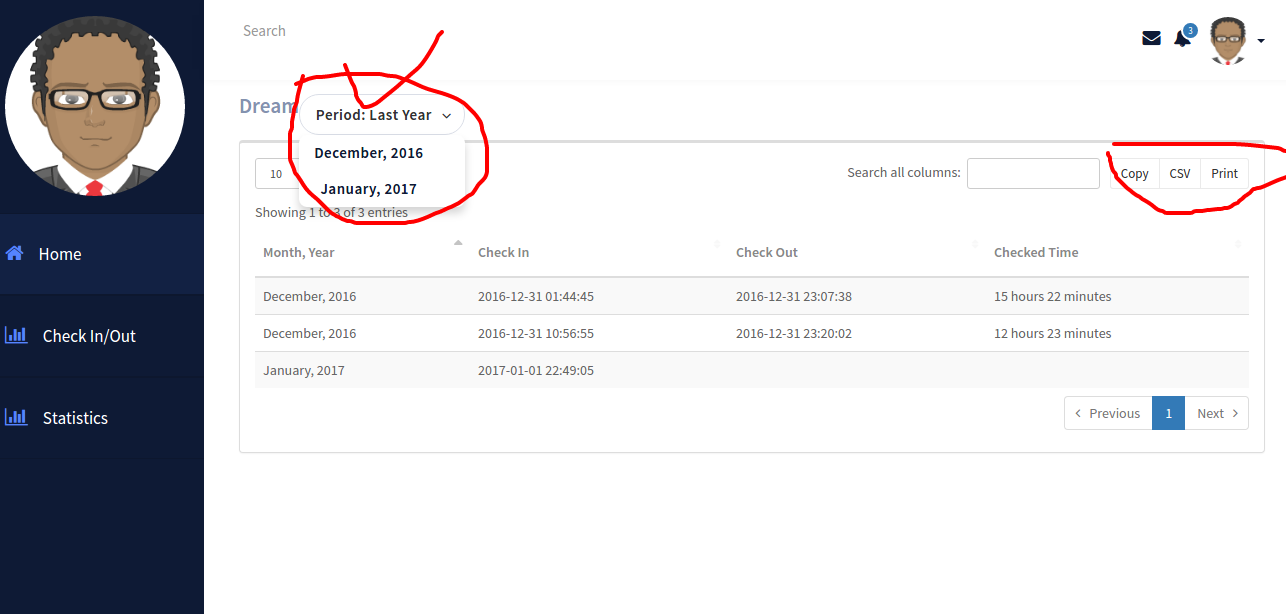 Search
3
Dream
Period: Last Year
December, 2016
January, 2017
10
Search all columns:
Copy CSV Print
Showing 1 to 3 of 3 entries
Month, Year Check In Check Out Checked Time
December, 2016 2016-12-31 01:44:45 2016-12-31 23:07:38 15 hours 22 minutes
December, 2016 2016-12-31 10:56:55 2016-12-31 23:20:02 12 hours 23 minutes
January, 2017 2017-01-01 22:49:05
Previous 1 Next
Home
Check In/Out
Statistics